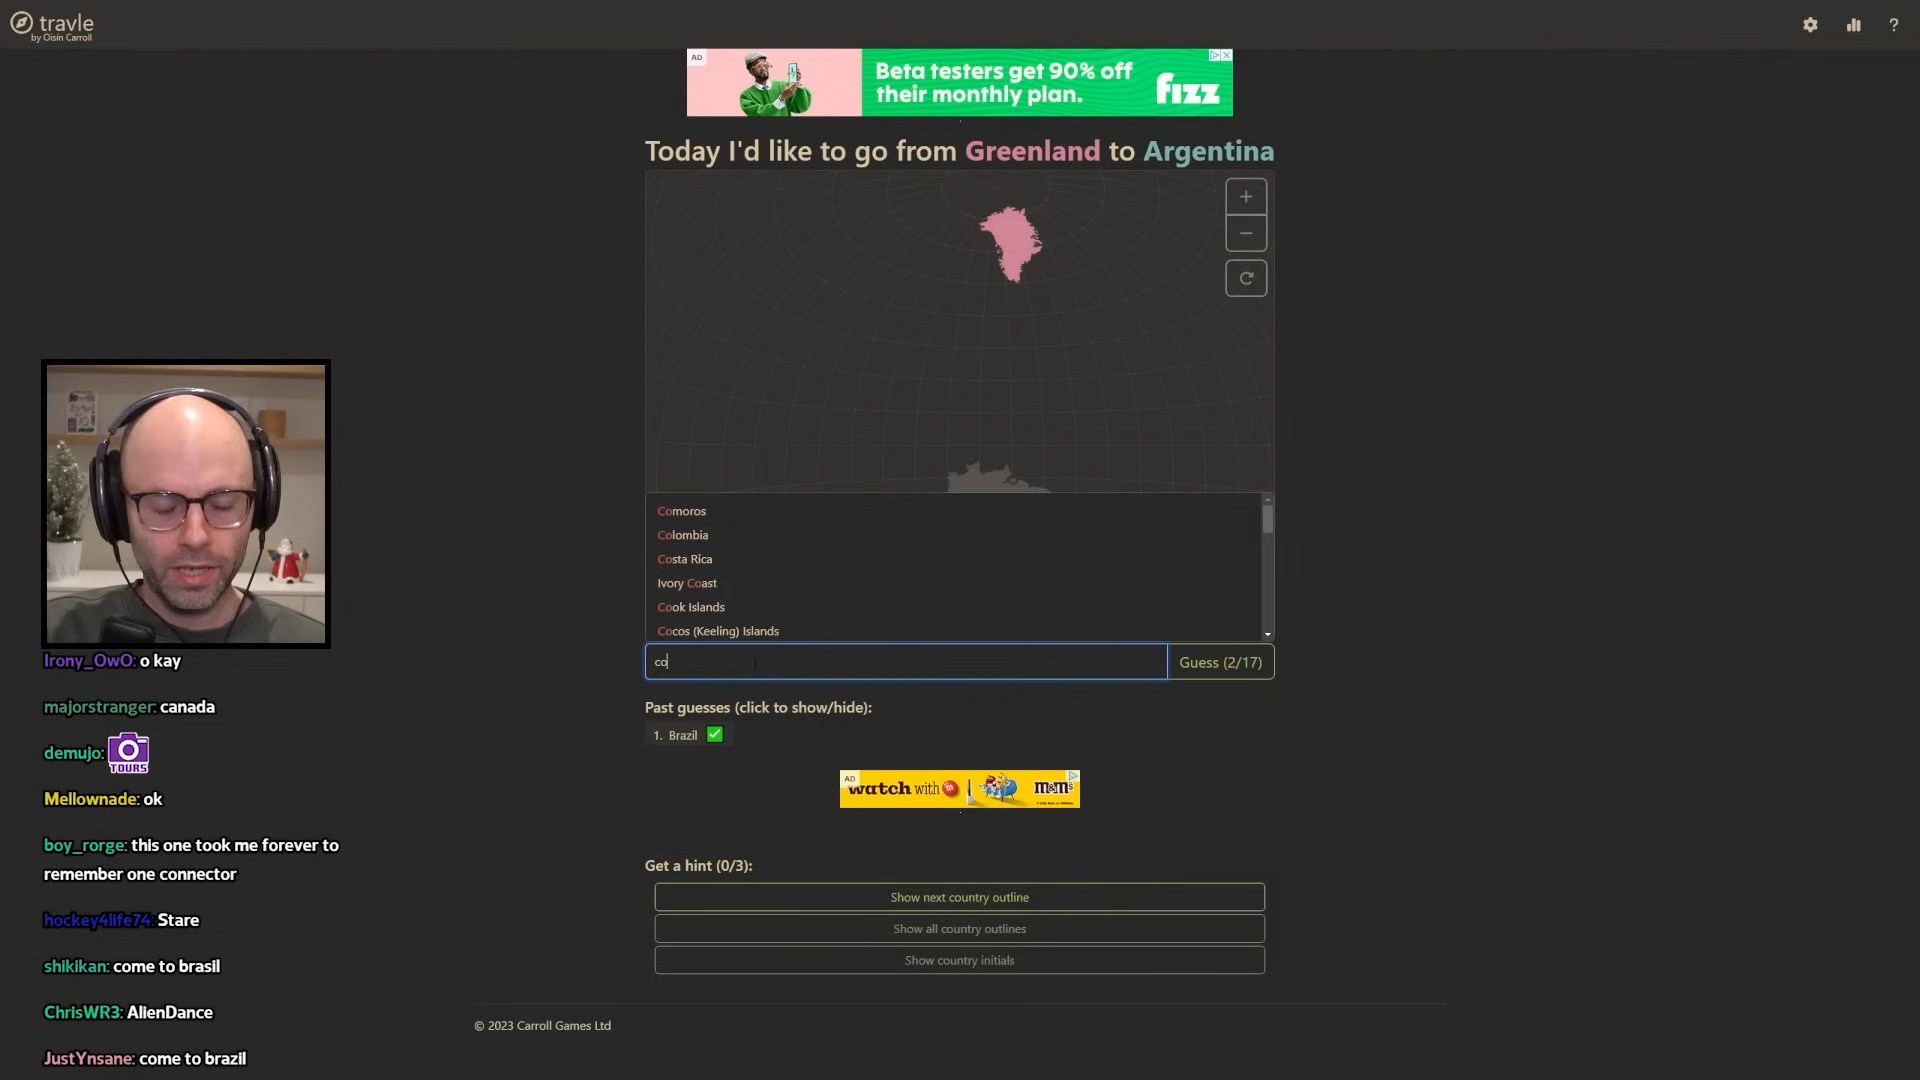 travle
by Oisín Carroll
?
AD
Beta testers get 90% off
their monthly plan.
fizz
Today I'd like to go from Greenland to Argentina
+
−
Comoros
Colombia
Costa Rica
Ivory Coast
Cook Islands
Cocos (Keeling) Islands
co
Guess (2/17)
Past guesses (click to show/hide):
1. Brazil
AD
watch with m
m&m's
Get a hint (0/3):
Show next country outline
Show all country outlines
Show country initials
© 2023 Carroll Games Ltd
Irony_OwO: o kay
majorstranger: canada
demujo: TOURS
Mellownade: ok
boy_rorge: this one took me forever to
remember one connector
hockey4life74: Stare
shikikan: come to brasil
ChrisWR3: AlienDance
JustYnsane: come to brazil